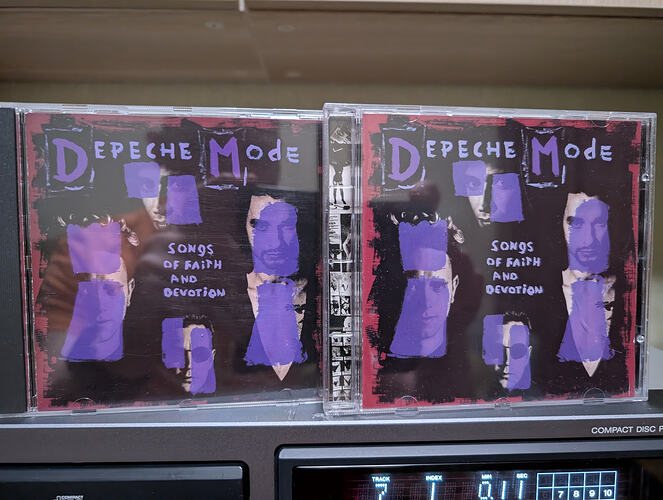 DEPECHE MODE
SONGS
OF FAITH
AND
DEVOTION
DEPECHE MODE
SONGS
OF FAITH
AND
DEVOTION
COMPACT DISC P
COMPACT
TRACK INDEX MIN SEC
7 1 0.11
7 8 9 10